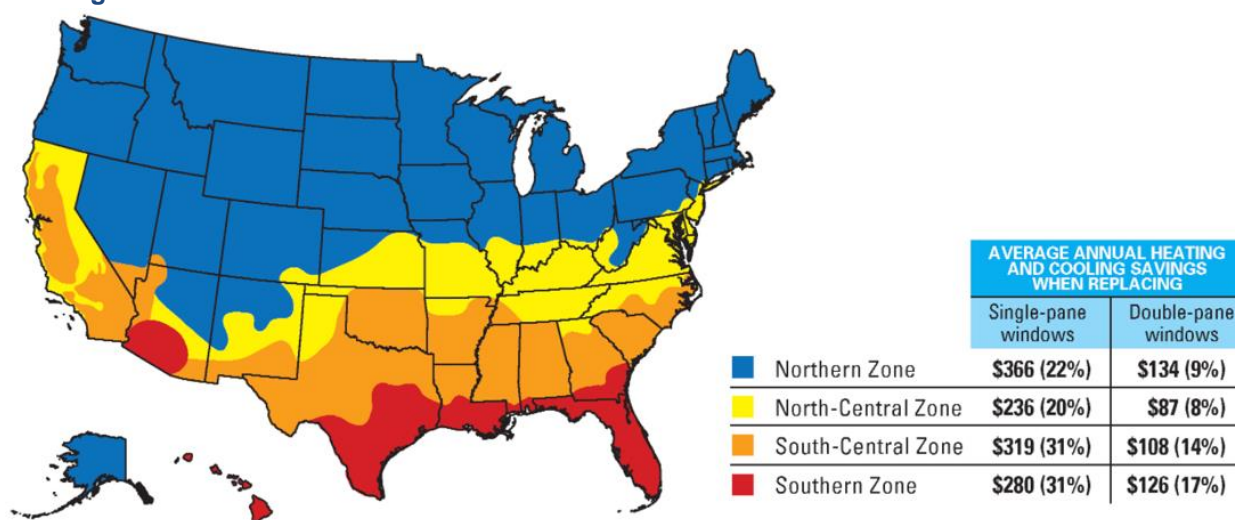 AVERAGE ANNUAL HEATING
AND COOLING SAVINGS
WHEN REPLACING
Single-pane windows Double-pane windows
Northern Zone $366 (22%) $134 (9%)
North-Central Zone $236 (20%) $87 (8%)
South-Central Zone $319 (31%) $108 (14%)
Southern Zone $280 (31%) $126 (17%)